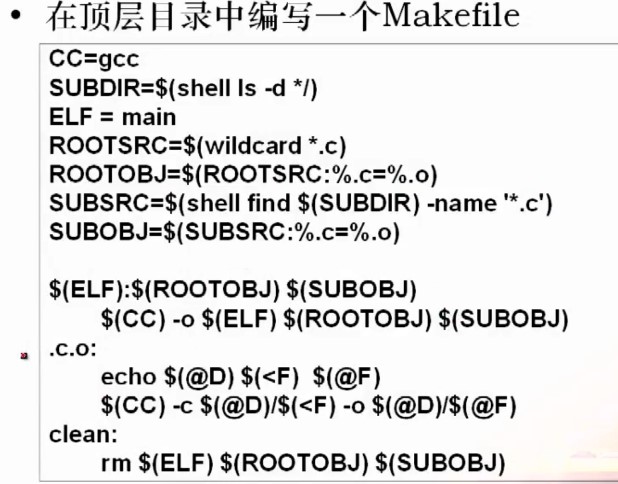 • 在顶层目录中编写一个Makefile
CC=gcc
SUBDIR=$(shell ls -d */)
ELF = main
ROOTSRC=$(wildcard *.c)
ROOTOBJ=$(ROOTSRC:%.c=%.o)
SUBSRC=$(shell find $(SUBDIR) -name '*.c')
SUBOBJ=$(SUBSRC:%.c=%.o)
$(ELF):$(ROOTOBJ) $(SUBOBJ)
$(CC) -o $(ELF) $(ROOTOBJ) $(SUBOBJ)
.c.o:
echo $(@D) $(<F)  $(@F)
$(CC) -c $(@D)/$(<F) -o $(@D)/$(@F)
clean:
rm $(ELF) $(ROOTOBJ) $(SUBOBJ)